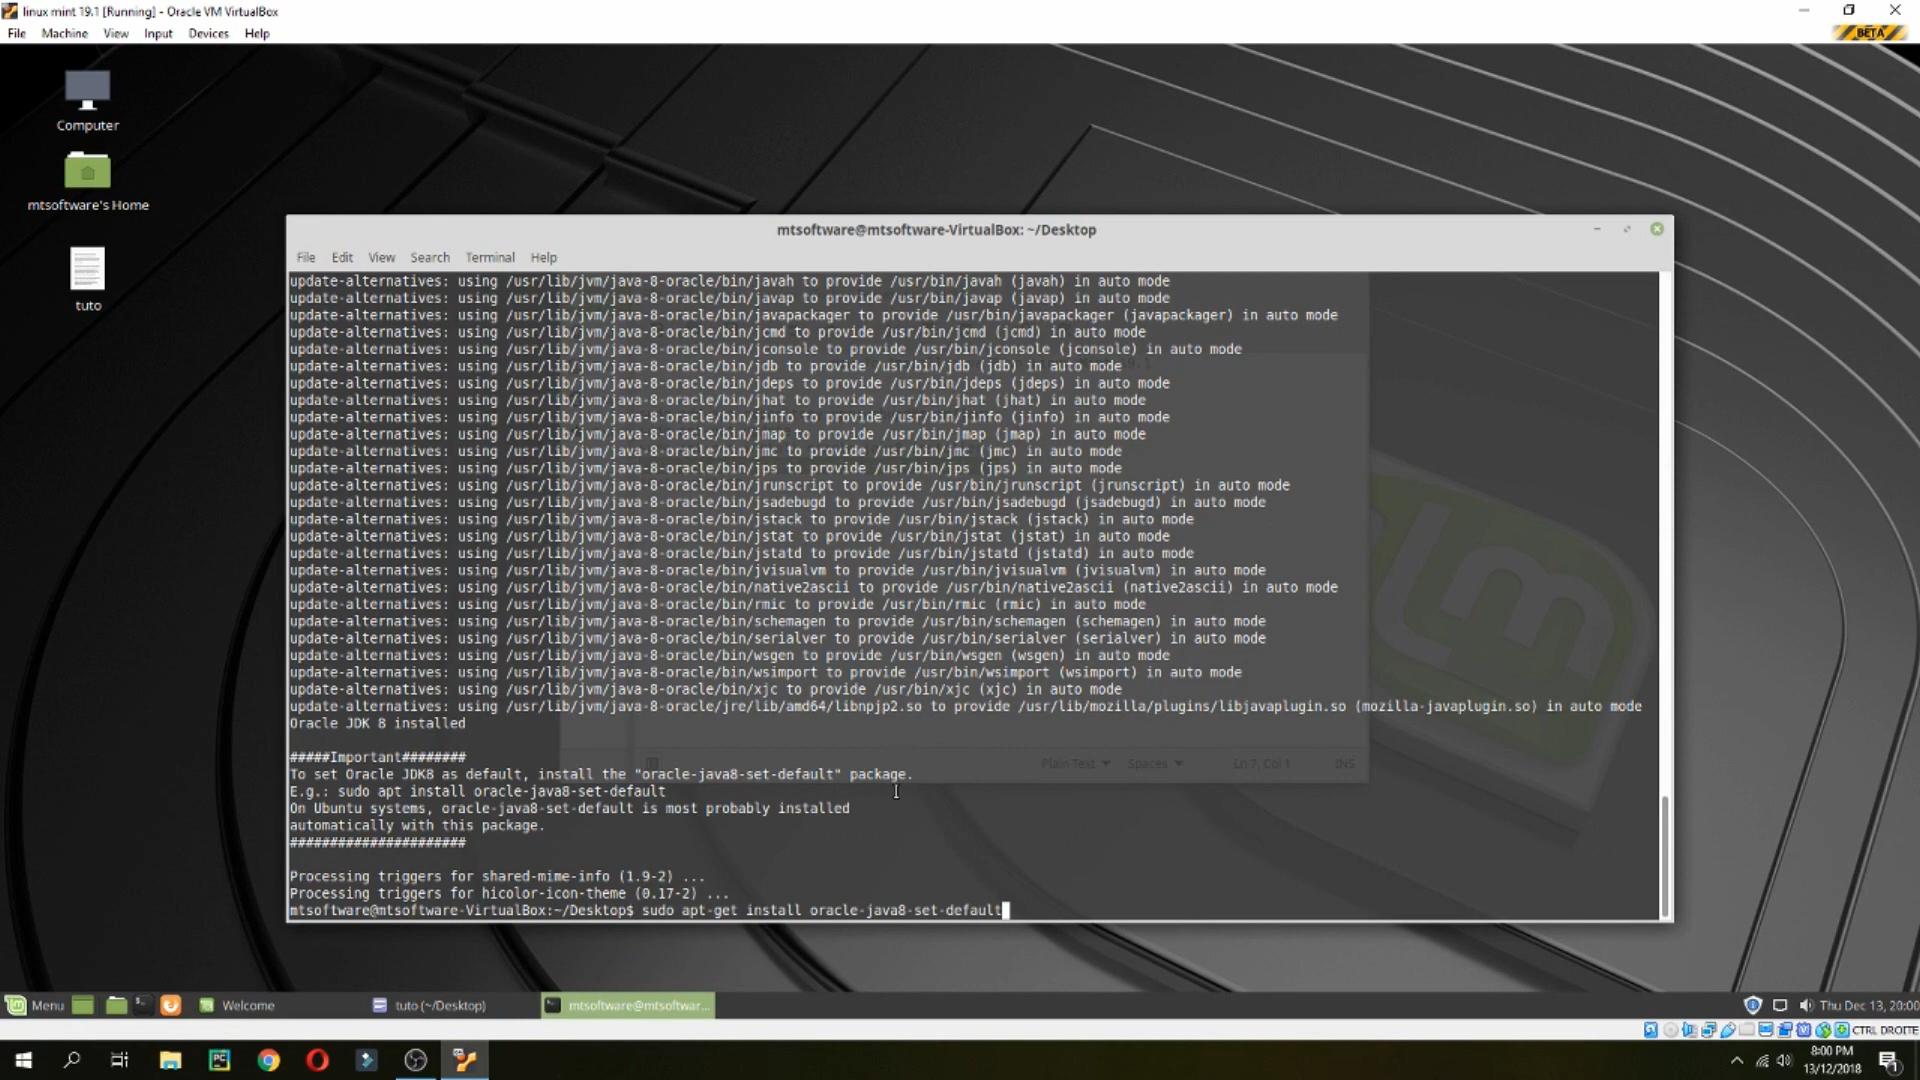 linux mint 19.1 [Running] - Oracle VM VirtualBox
File Machine View Input Devices Help
BETA
Computer
mtsoftware's Home
tuto
mtsoftware@mtsoftware-VirtualBox: ~/Desktop
File Edit View Search Terminal Help
update-alternatives: using /usr/lib/jvm/java-8-oracle/bin/javah to provide /usr/bin/javah (javah) in auto mode
update-alternatives: using /usr/lib/jvm/java-8-oracle/bin/javap to provide /usr/bin/javap (javap) in auto mode
update-alternatives: using /usr/lib/jvm/java-8-oracle/bin/javapackager to provide /usr/bin/javapackager (javapackager) in auto mode
update-alternatives: using /usr/lib/jvm/java-8-oracle/bin/jcmd to provide /usr/bin/jcmd (jcmd) in auto mode
update-alternatives: using /usr/lib/jvm/java-8-oracle/bin/jconsole to provide /usr/bin/jconsole (jconsole) in auto mode
update-alternatives: using /usr/lib/jvm/java-8-oracle/bin/jdb to provide /usr/bin/jdb (jdb) in auto mode
update-alternatives: using /usr/lib/jvm/java-8-oracle/bin/jdeps to provide /usr/bin/jdeps (jdeps) in auto mode
update-alternatives: using /usr/lib/jvm/java-8-oracle/bin/jhat to provide /usr/bin/jhat (jhat) in auto mode
update-alternatives: using /usr/lib/jvm/java-8-oracle/bin/jinfo to provide /usr/bin/jinfo (jinfo) in auto mode
update-alternatives: using /usr/lib/jvm/java-8-oracle/bin/jmap to provide /usr/bin/jmap (jmap) in auto mode
update-alternatives: using /usr/lib/jvm/java-8-oracle/bin/jmc to provide /usr/bin/jmc (jmc) in auto mode
update-alternatives: using /usr/lib/jvm/java-8-oracle/bin/jps to provide /usr/bin/jps (jps) in auto mode
update-alternatives: using /usr/lib/jvm/java-8-oracle/bin/jrunscript to provide /usr/bin/jrunscript (jrunscript) in auto mode
update-alternatives: using /usr/lib/jvm/java-8-oracle/bin/jsadebugd to provide /usr/bin/jsadebugd (jsadebugd) in auto mode
update-alternatives: using /usr/lib/jvm/java-8-oracle/bin/jstack to provide /usr/bin/jstack (jstack) in auto mode
update-alternatives: using /usr/lib/jvm/java-8-oracle/bin/jstat to provide /usr/bin/jstat (jstat) in auto mode
update-alternatives: using /usr/lib/jvm/java-8-oracle/bin/jstatd to provide /usr/bin/jstatd (jstatd) in auto mode
update-alternatives: using /usr/lib/jvm/java-8-oracle/bin/jvisualvm to provide /usr/bin/jvisualvm (jvisualvm) in auto mode
update-alternatives: using /usr/lib/jvm/java-8-oracle/bin/native2ascii to provide /usr/bin/native2ascii (native2ascii) in auto mode
update-alternatives: using /usr/lib/jvm/java-8-oracle/bin/rmic to provide /usr/bin/rmic (rmic) in auto mode
update-alternatives: using /usr/lib/jvm/java-8-oracle/bin/schemagen to provide /usr/bin/schemagen (schemagen) in auto mode
update-alternatives: using /usr/lib/jvm/java-8-oracle/bin/serialver to provide /usr/bin/serialver (serialver) in auto mode
update-alternatives: using /usr/lib/jvm/java-8-oracle/bin/wsgen to provide /usr/bin/wsgen (wsgen) in auto mode
update-alternatives: using /usr/lib/jvm/java-8-oracle/bin/wsimport to provide /usr/bin/wsimport (wsimport) in auto mode
update-alternatives: using /usr/lib/jvm/java-8-oracle/bin/xjc to provide /usr/bin/xjc (xjc) in auto mode
update-alternatives: using /usr/lib/jvm/java-8-oracle/jre/lib/amd64/libnpjp2.so to provide /usr/lib/mozilla/plugins/libjavaplugin.so (mozilla-javaplugin.so) in auto mode
Oracle JDK 8 installed
#####Important########
To set Oracle JDK8 as default, install the "oracle-java8-set-default" package.
E.g.: sudo apt install oracle-java8-set-default
On Ubuntu systems, oracle-java8-set-default is most probably installed
automatically with this package.
######################
Plain Text Spaces Ln 7, Col 1 INS
Processing triggers for shared-mime-info (1.9-2) ...
Processing triggers for hicolor-icon-theme (0.17-2) ...
mtsoftware@mtsoftware-VirtualBox:~/Desktop$ sudo apt-get install oracle-java8-set-default
Menu Welcome tuto (~/Desktop) mtsoftware@mtsoftwar... Thu Dec 13, 20:00
CTRL DROITE
8:00 PM
13/12/2018